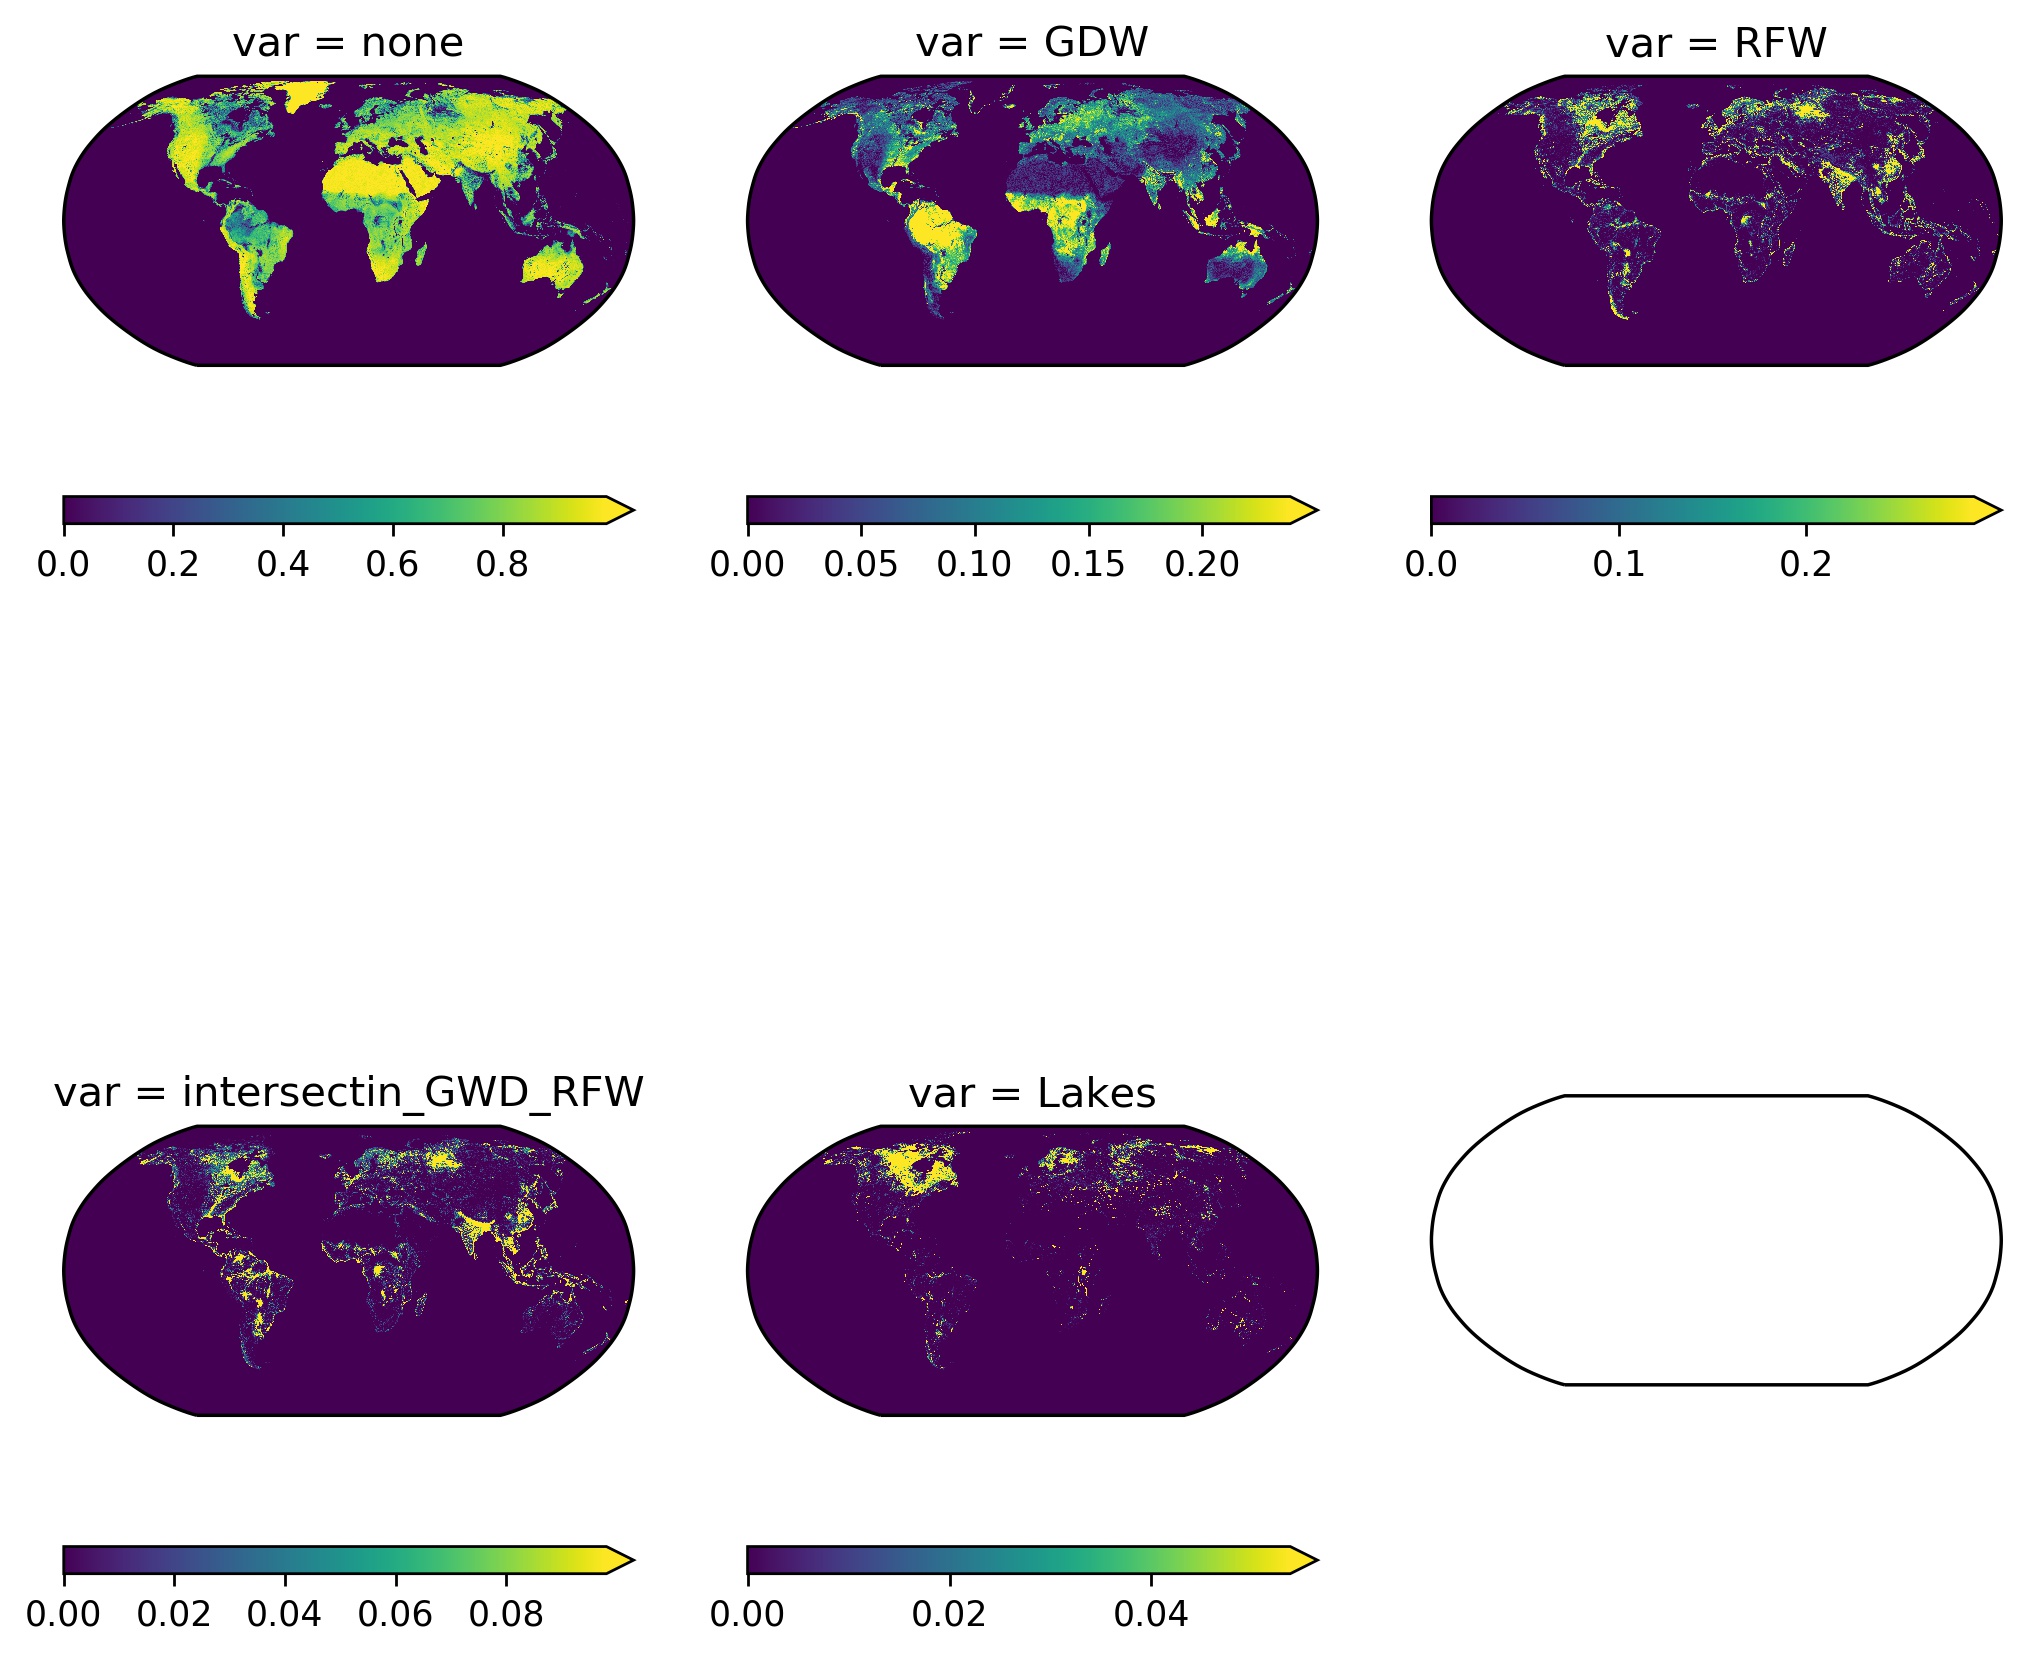 var = none
var = GDW
var = RFW
0.0 0.2 0.4 0.6 0.8
0.00 0.05 0.10 0.15 0.20
0.0 0.1 0.2
var = intersectin_GWD_RFW
var = Lakes
0.00 0.02 0.04 0.06 0.08
0.00 0.02 0.04